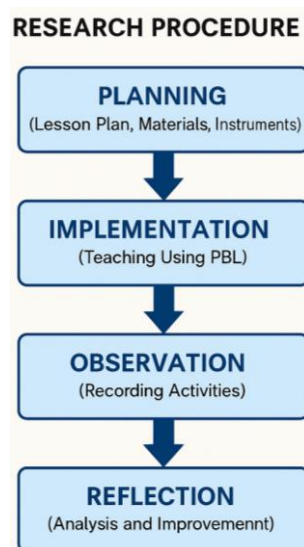 RESEARCH PROCEDURE
PLANNING
(Lesson Plan, Materials, Instruments)
IMPLEMENTATION
(Teaching Using PBL)
OBSERVATION
(Recording Activities)
REFLECTION
(Analysis and Improvemennt)